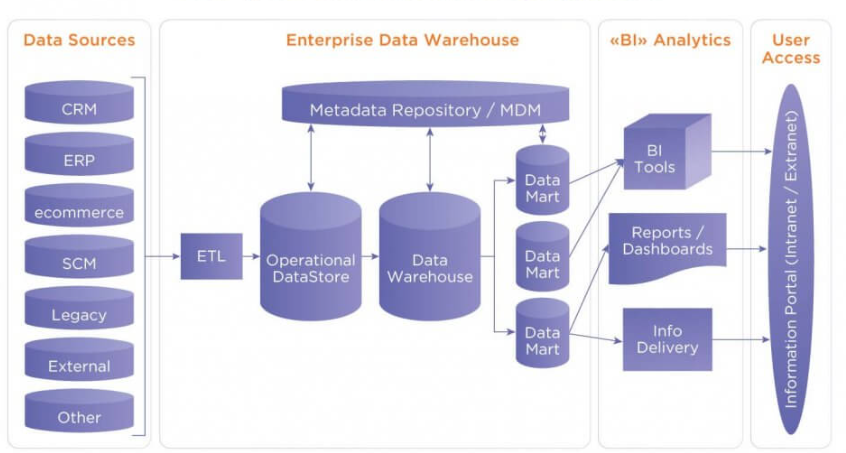 Data Sources
Enterprise Data Warehouse
«BI» Analytics
User
Access
CRM
ERP
ecommerce
SCM
Legacy
External
Other
ETL
Metadata Repository / MDM
Operational
DataStore
Data
Warehouse
Data
Mart
Data
Mart
Data
Mart
BI
Tools
Reports /
Dashboards
Info
Delivery
Information Portal (Intranet / Extranet)